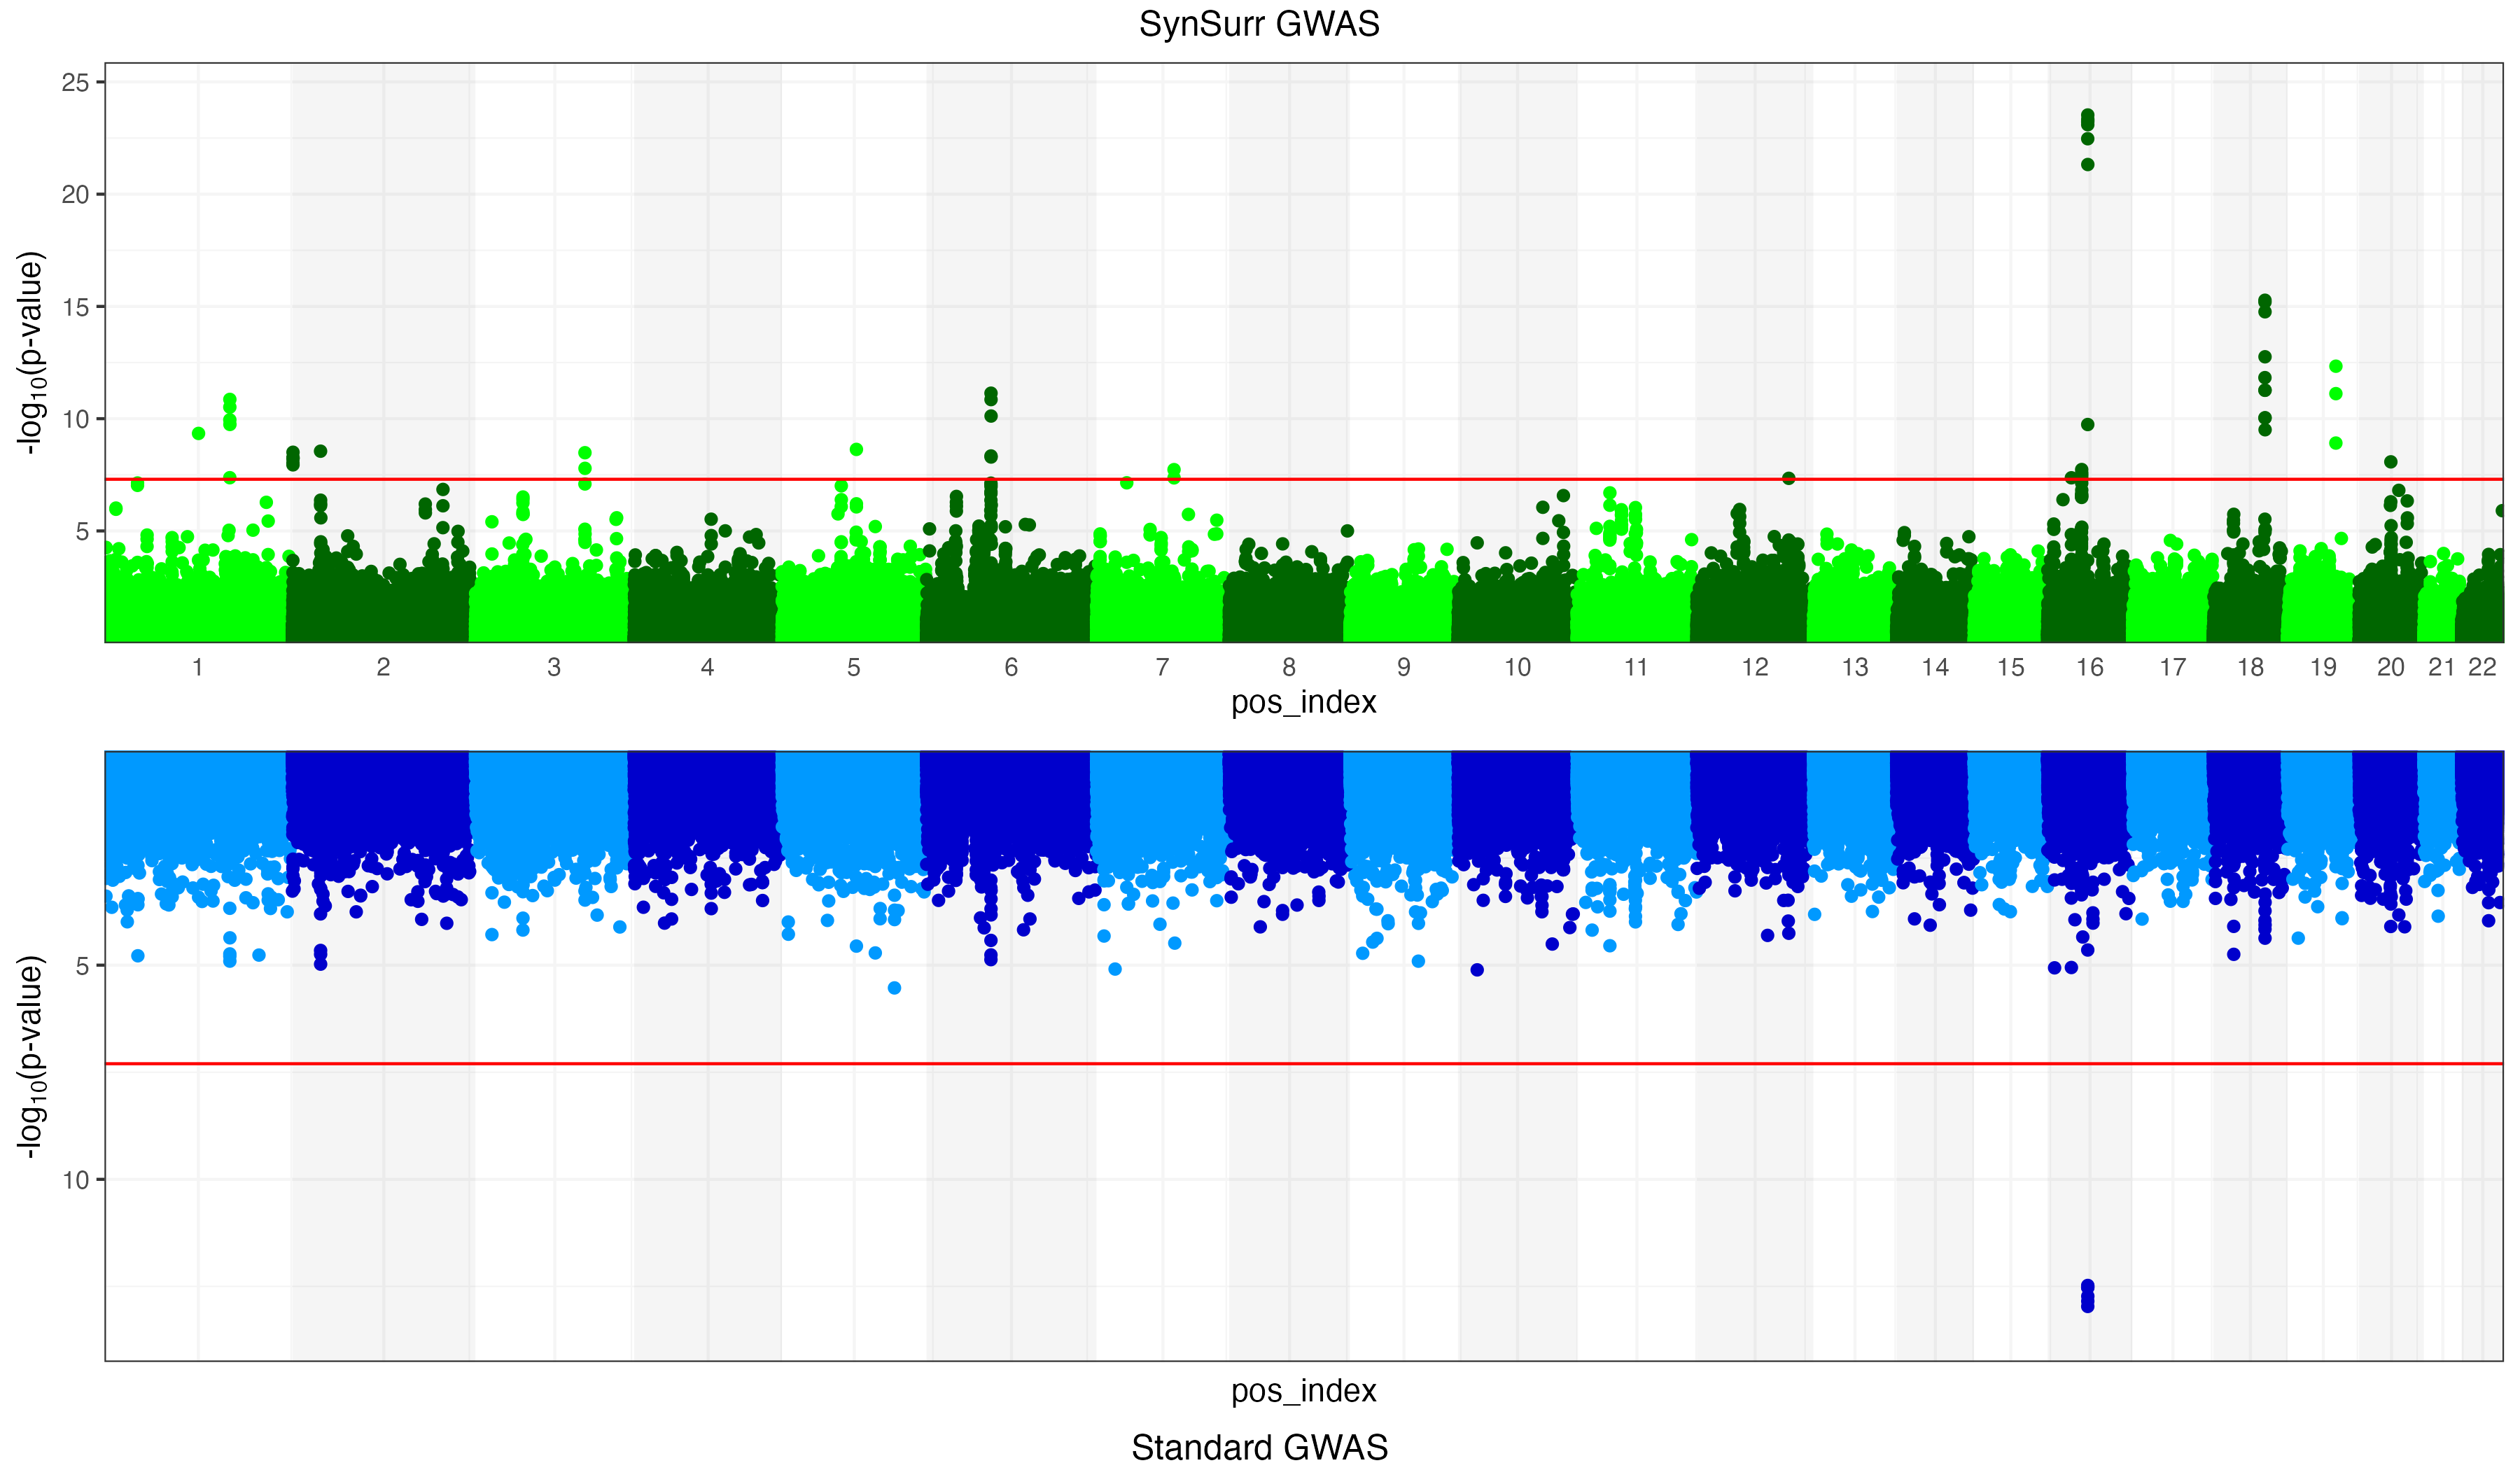 SynSurr GWAS
-log10(p-value)
25
20
15
10
5
1 2 3 4 5 6 7 8 9 10 11 12 13 14 15 16 17 18 19 20 21 22
pos_index
-log10(p-value)
5
10
pos_index
Standard GWAS